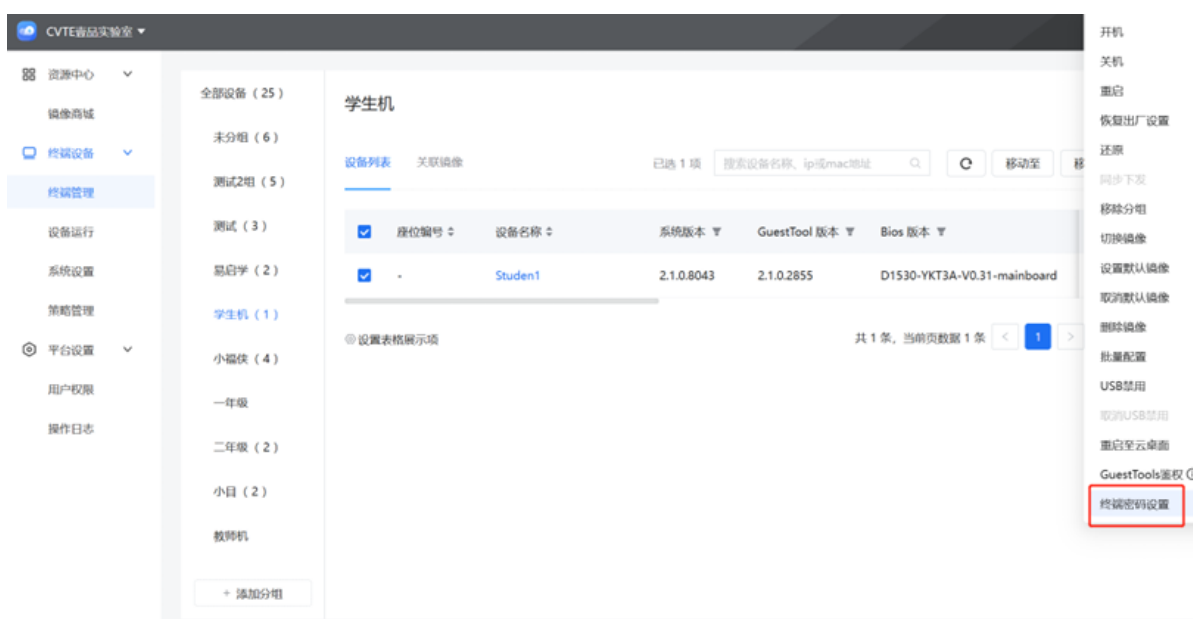 CVTE壹品实验室
资源中心
镜像商城
终端设备
终端管理
设备运行
系统设置
策略管理
平台设置
用户权限
操作日志
全部设备（25）
未分组（6）
测试2组（5）
测试（3）
易启学（2）
学生机（1）
小福侠（4）
一年级
二年级（2）
小目（2）
教师机
+ 添加分组
学生机
设备列表 关联镜像 已选 1 项 搜索设备名称、ip或mac地址 移动至 移
座位编号 设备名称 系统版本 GuestTool 版本 Bios 版本
- Studen1 2.1.0.8043 2.1.0.2855 D1530-YKT3A-V0.31-mainboard
设置表格展示项 共 1 条，当前页数据 1 条 < 1 >
开机
关机
重启
恢复出厂设置
还原
同步下发
移除分组
切换镜像
设置默认镜像
取消默认镜像
删除镜像
批量配置
USB禁用
取消USB禁用
重启至云桌面
GuestTools鉴权
终端密码设置